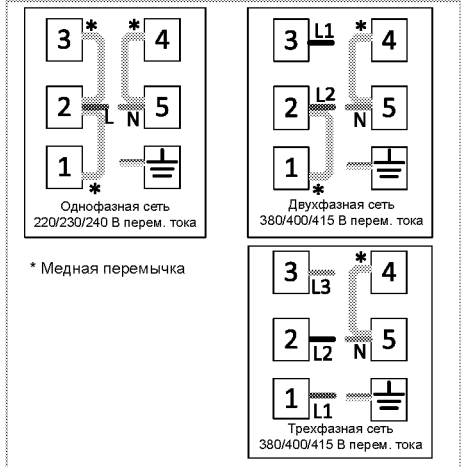 3 * * 4
2 L N 5
1 *
Однофазная сеть
220/230/240 В перем. тока
3 L1 * 4
2 L2 N 5
1 *
Двухфазная сеть
380/400/415 В перем. тока
* Медная перемычка
3 L3 * 4
2 L2 N 5
1 L1
Трехфазная сеть
380/400/415 В перем. тока